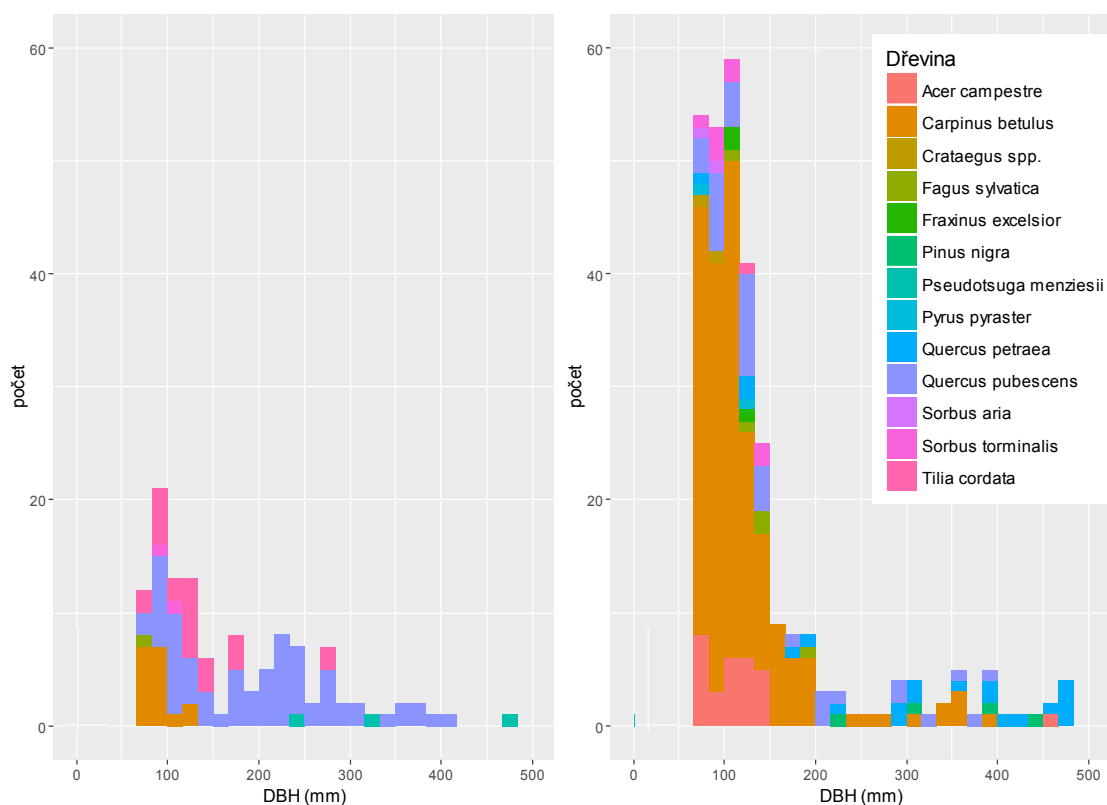 60
40
20
0
počet
0
100
200
300
400
500
DBH (mm)
60
40
20
0
počet
0
100
200
300
400
500
DBH (mm)
Dřevina
Acer campestre
Carpinus betulus
Crataegus spp.
Fagus sylvatica
Fraxinus excelsior
Pinus nigra
Pseudotsuga menziesii
Pyrus pyraster
Quercus petraea
Quercus pubescens
Sorbus aria
Sorbus torminalis
Tilia cordata